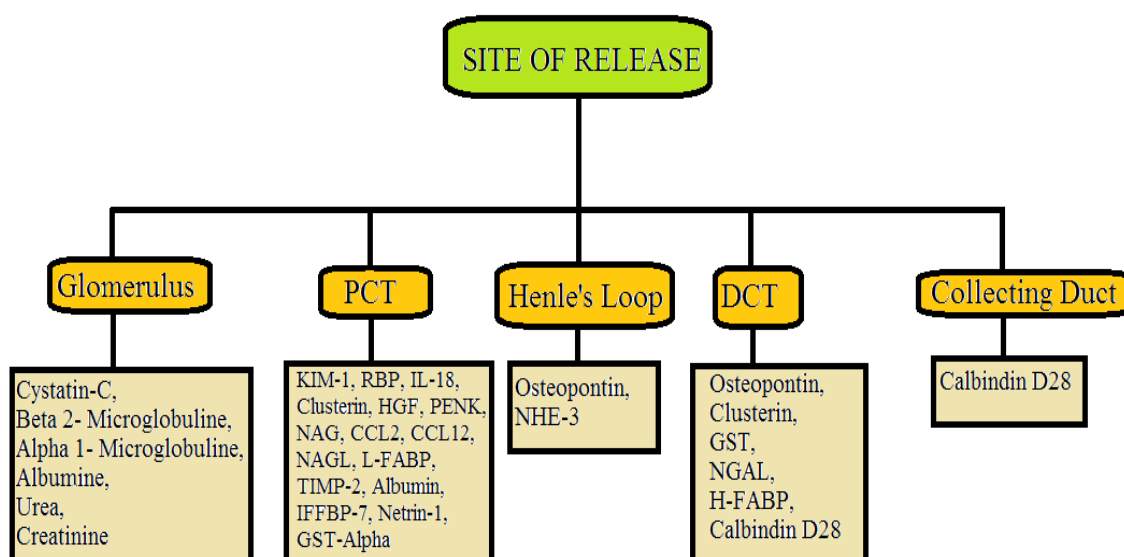 SITE OF RELEASE
Glomerulus
PCT
Henle's Loop
DCT
Collecting Duct
Cystatin-C,
Beta 2- Microglobuline,
Alpha 1- Microglobuline,
Albumine,
Urea,
Creatinine
KIM-1, RBP, IL-18,
Clusterin, HGF, PENK,
NAG, CCL2, CCL12,
NAGL, L-FABP,
TIMP-2, Albumin,
IFFBP-7, Netrin-1,
GST-Alpha
Osteopontin,
NHE-3
Osteopontin,
Clusterin,
GST,
NGAL,
H-FABP,
Calbindin D28
Calbindin D28